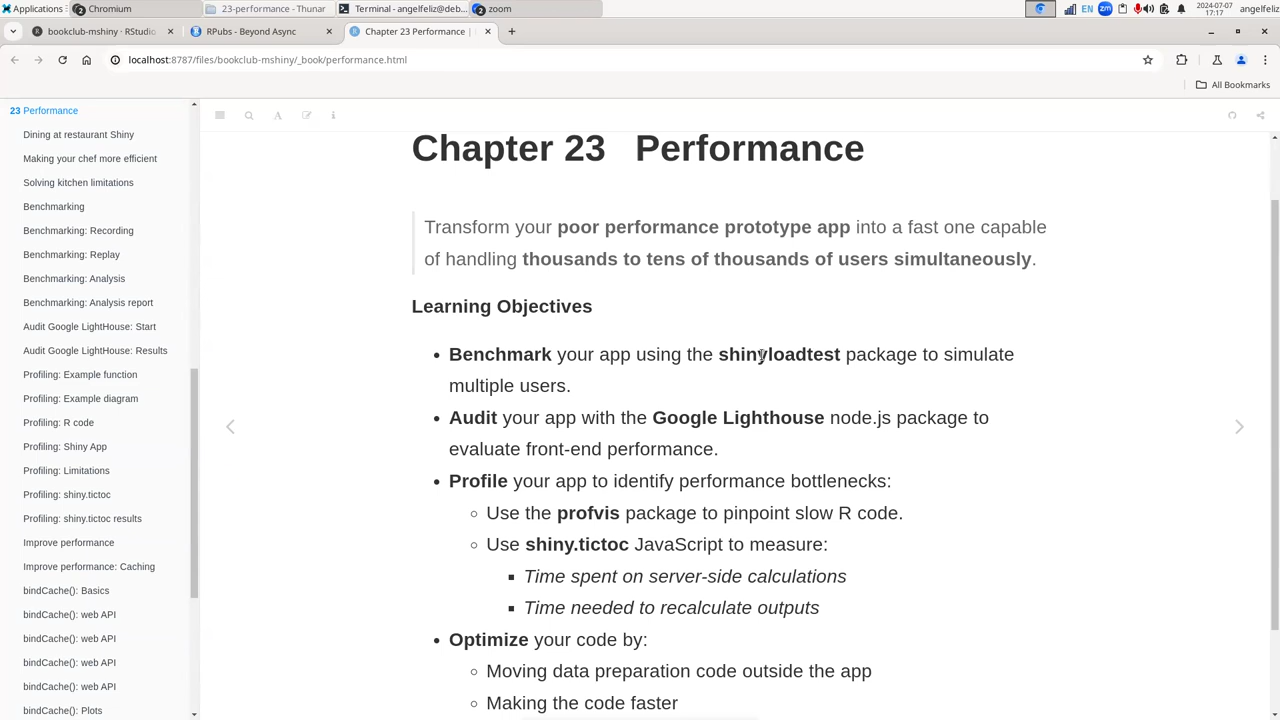 Applications
Chromium
23-performance - Thunar
Terminal - angelfeliz@deb...
zoom
EN
zm
2024-07-07
17:17
angelfeliz
bookclub-mshiny · RStudio
RPubs - Beyond Async
Chapter 23 Performance |
localhost:8787/files/bookclub-mshiny/_book/performance.html
All Bookmarks
23 Performance
Dining at restaurant Shiny
Making your chef more efficient
Solving kitchen limitations
Benchmarking
Benchmarking: Recording
Benchmarking: Replay
Benchmarking: Analysis
Benchmarking: Analysis report
Audit Google LightHouse: Start
Audit Google LightHouse: Results
Profiling: Example function
Profiling: Example diagram
Profiling: R code
Profiling: Shiny App
Profiling: Limitations
Profiling: shiny.tictoc
Profiling: shiny.tictoc results
Improve performance
Improve performance: Caching
bindCache(): Basics
bindCache(): web API
bindCache(): web API
bindCache(): web API
bindCache(): web API
bindCache(): Plots
Chapter 23 Performance
Transform your poor performance prototype app into a fast one capable
of handling thousands to tens of thousands of users simultaneously.
Learning Objectives
• Benchmark your app using the shinyloadtest package to simulate
multiple users.
• Audit your app with the Google Lighthouse node.js package to
evaluate front-end performance.
• Profile your app to identify performance bottlenecks:
◦ Use the profvis package to pinpoint slow R code.
◦ Use shiny.tictoc JavaScript to measure:
▪ Time spent on server-side calculations
▪ Time needed to recalculate outputs
• Optimize your code by:
◦ Moving data preparation code outside the app
◦ Making the code faster